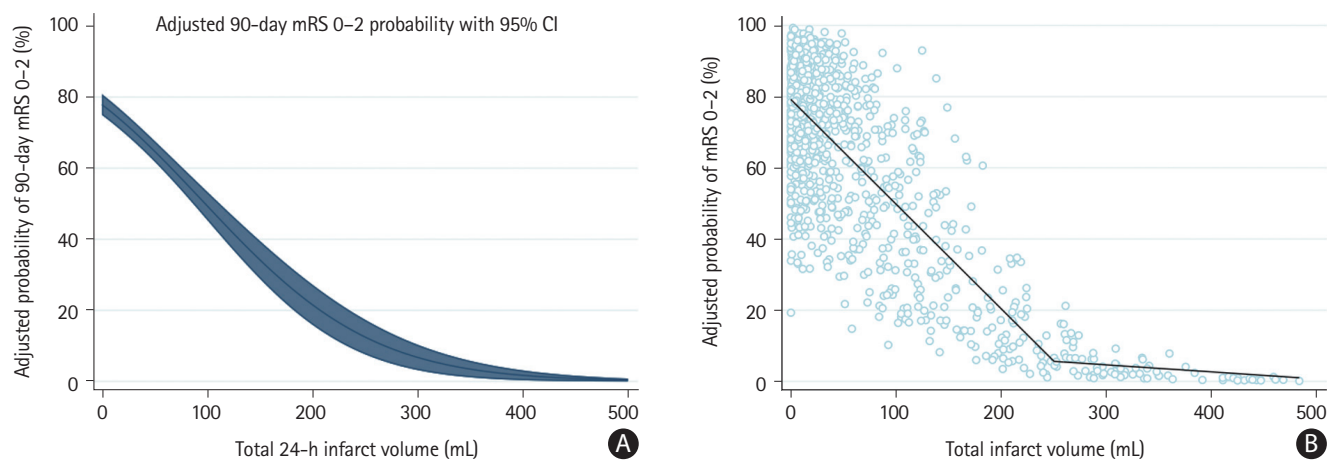 Adjusted 90-day mRS 0–2 probability with 95% CI
Adjusted probability of 90-day mRS 0–2 (%)
100
80
60
40
20
0
0 100 200 300 400 500
Total 24-h infarct volume (mL)
A
Adjusted probability of mRS 0–2 (%)
100
80
60
40
20
0
0 100 200 300 400 500
Total infarct volume (mL)
B